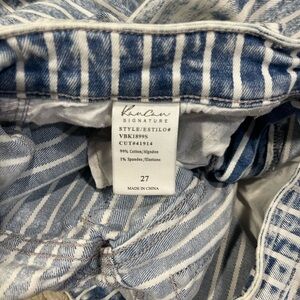 KanCan
SIGNATURE
STYLE/ESTILO#
VBK1899S
CUT#41914
99% Cotton/Algodon
1% Spandex/Elastano
27
MADE IN CHINA